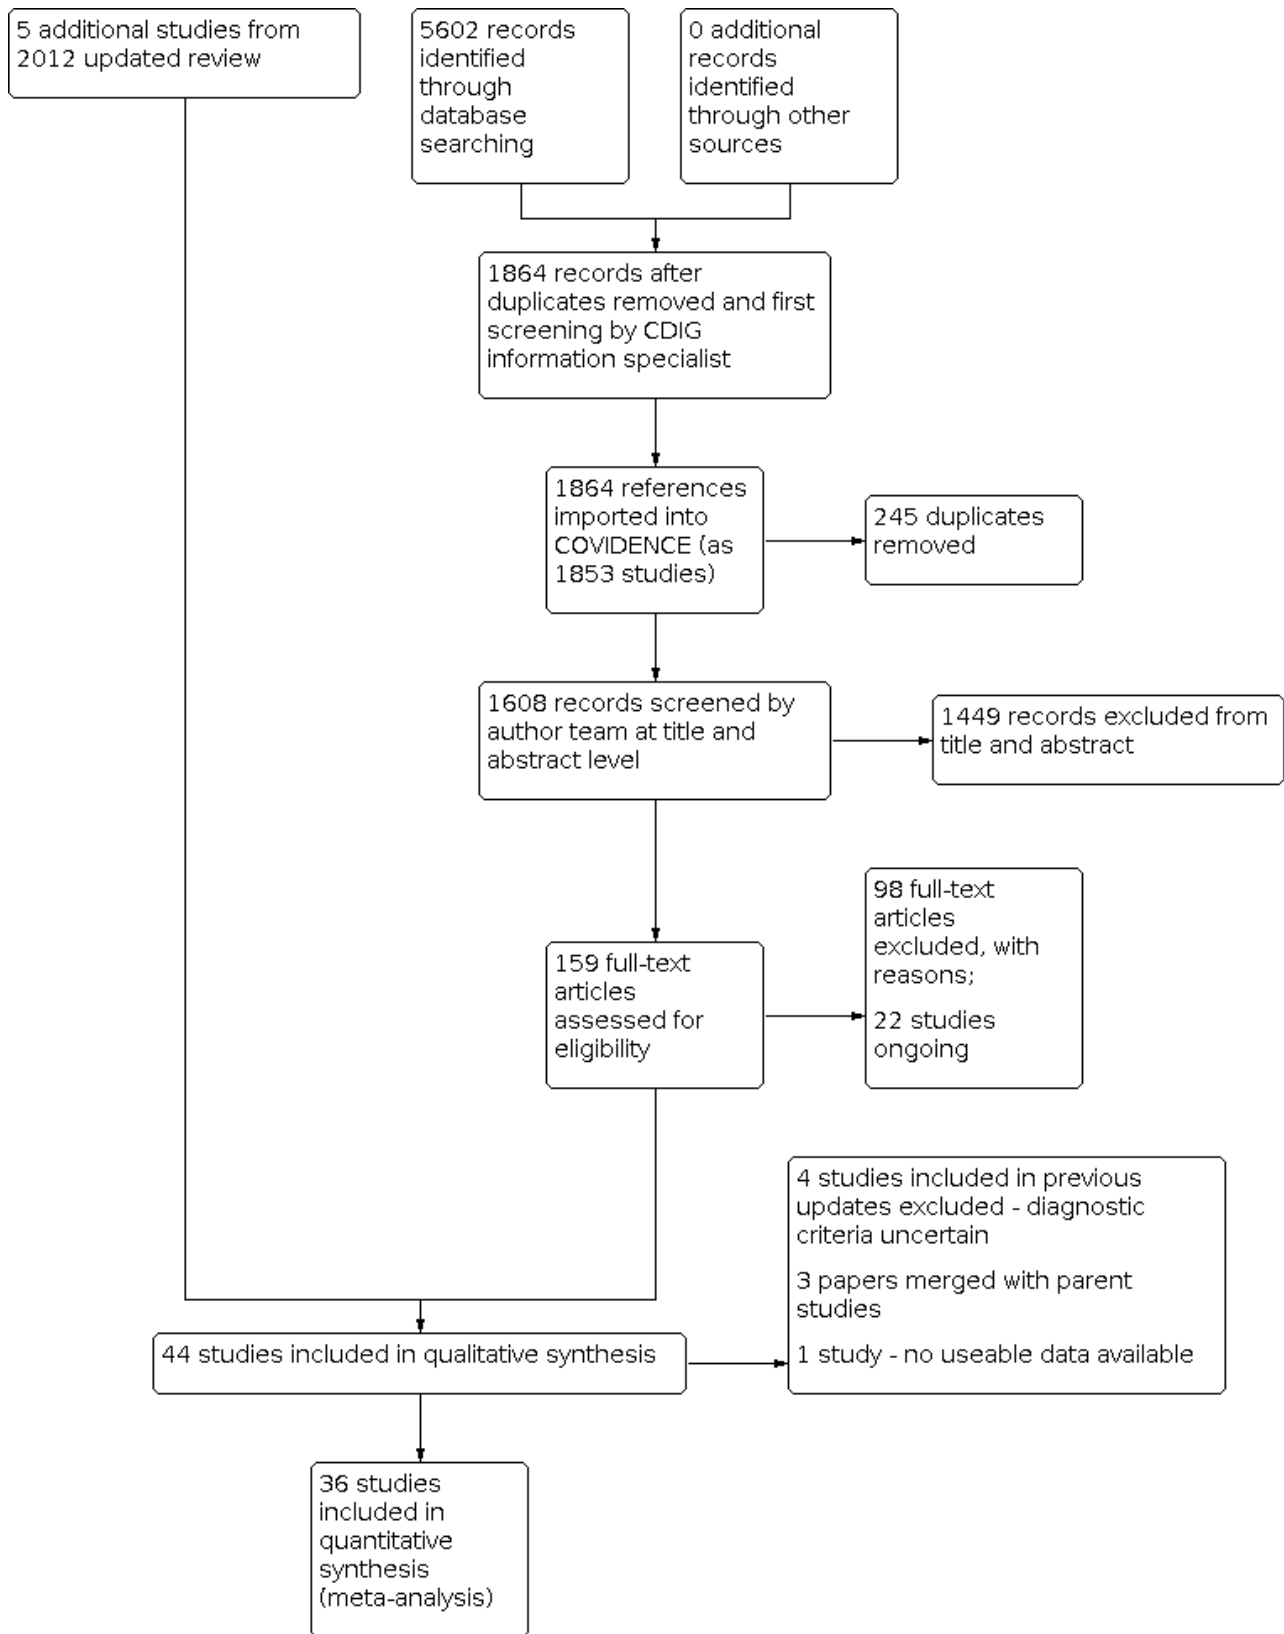 5 additional studies from
2012 updated review
5602 records
identified
through
database
searching
0 additional
records
identified
through other
sources
1864 records after
duplicates removed and first
screening by CDIG
information specialist
1864 references
imported into
COVIDENCE (as
1853 studies)
245 duplicates
removed
1608 records screened by
author team at title and
abstract level
1449 records excluded from
title and abstract
159 full-text
articles
assessed for
eligibility
98 full-text
articles
excluded, with
reasons;
22 studies
ongoing
4 studies included in previous
updates excluded - diagnostic
criteria uncertain
3 papers merged with parent
studies
1 study - no useable data available
44 studies included in qualitative synthesis
36 studies
included in
quantitative
synthesis
(meta-analysis)